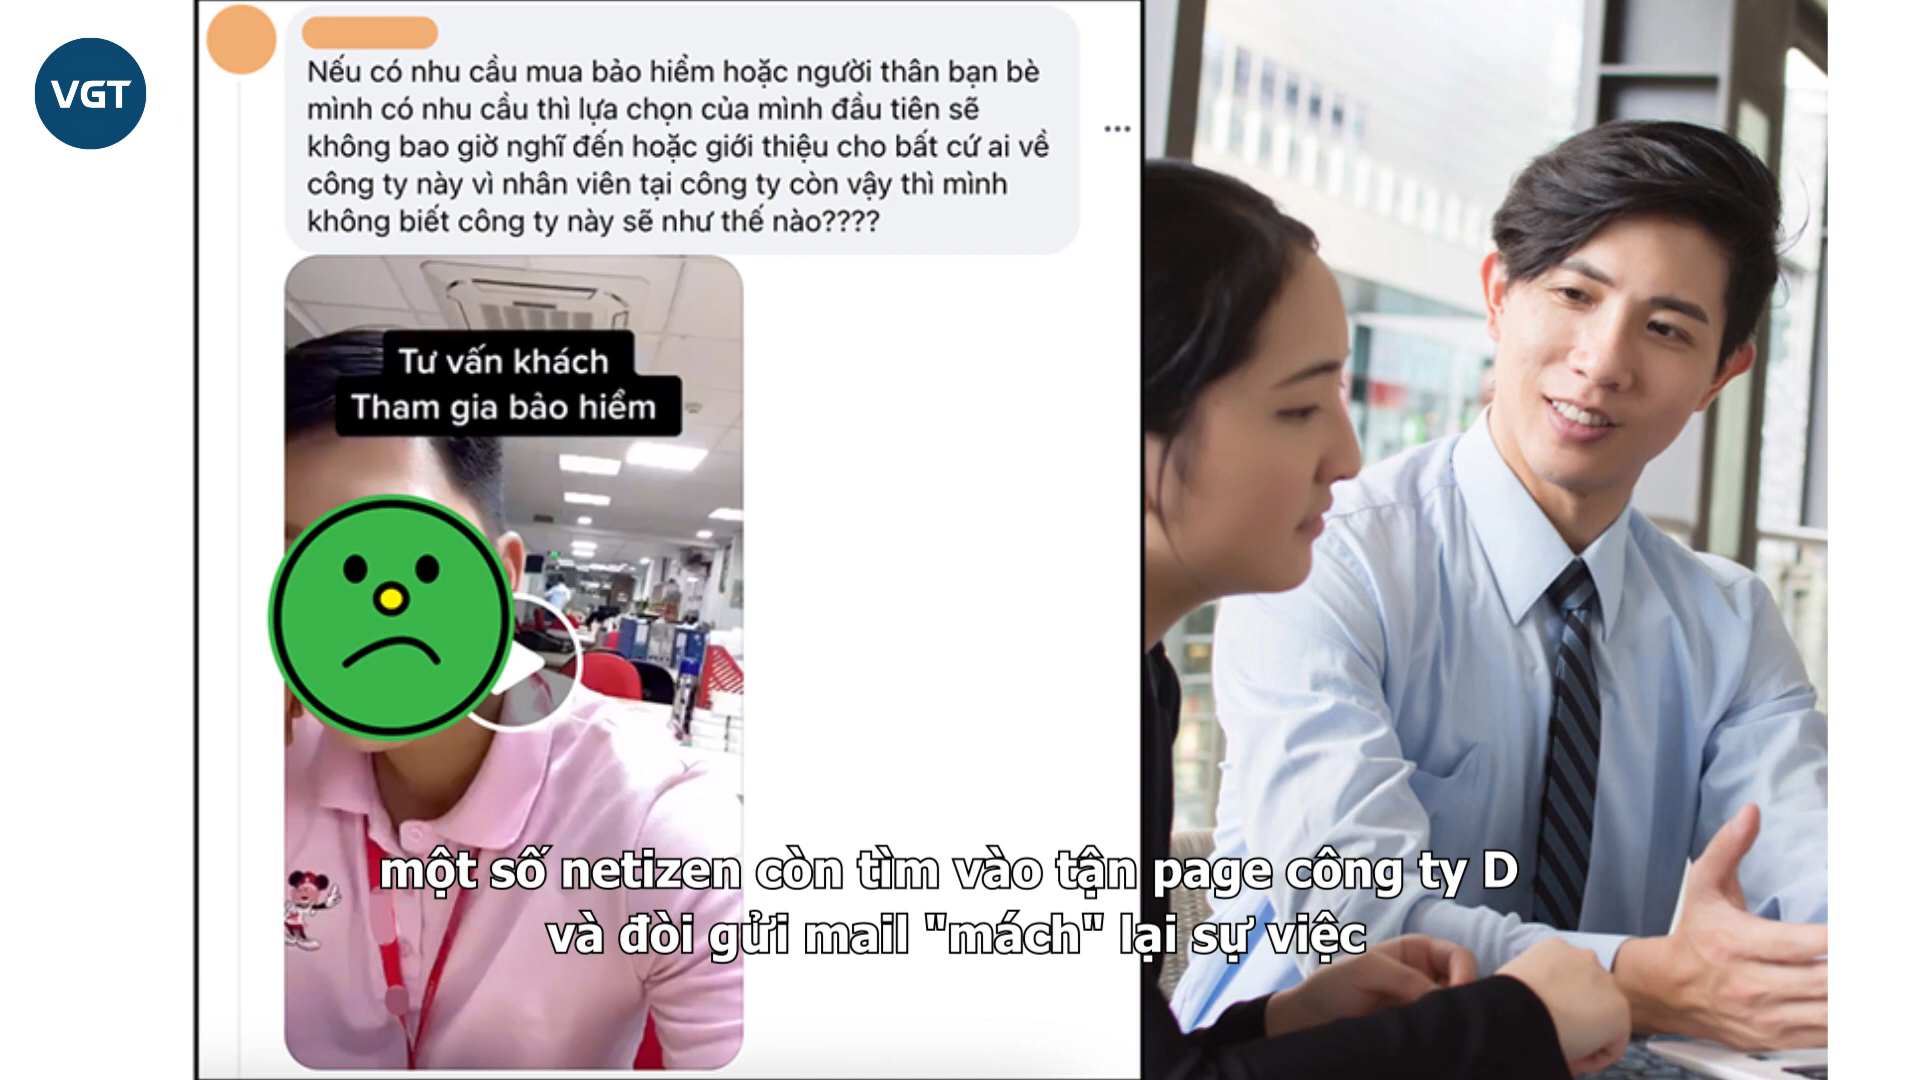 VGT
Nếu có nhu cầu mua bảo hiểm hoặc người thân bạn bè
mình có nhu cầu thì lựa chọn của mình đầu tiên sẽ
không bao giờ nghĩ đến hoặc giới thiệu cho bất cứ ai về
công ty này vì nhân viên tại công ty còn vậy thì mình
không biết công ty này sẽ như thế nào????
Tư vấn khách
Tham gia bảo hiểm
một số netizen còn tìm vào tận page công ty D
và đòi gửi mail "mách" lại sự việc